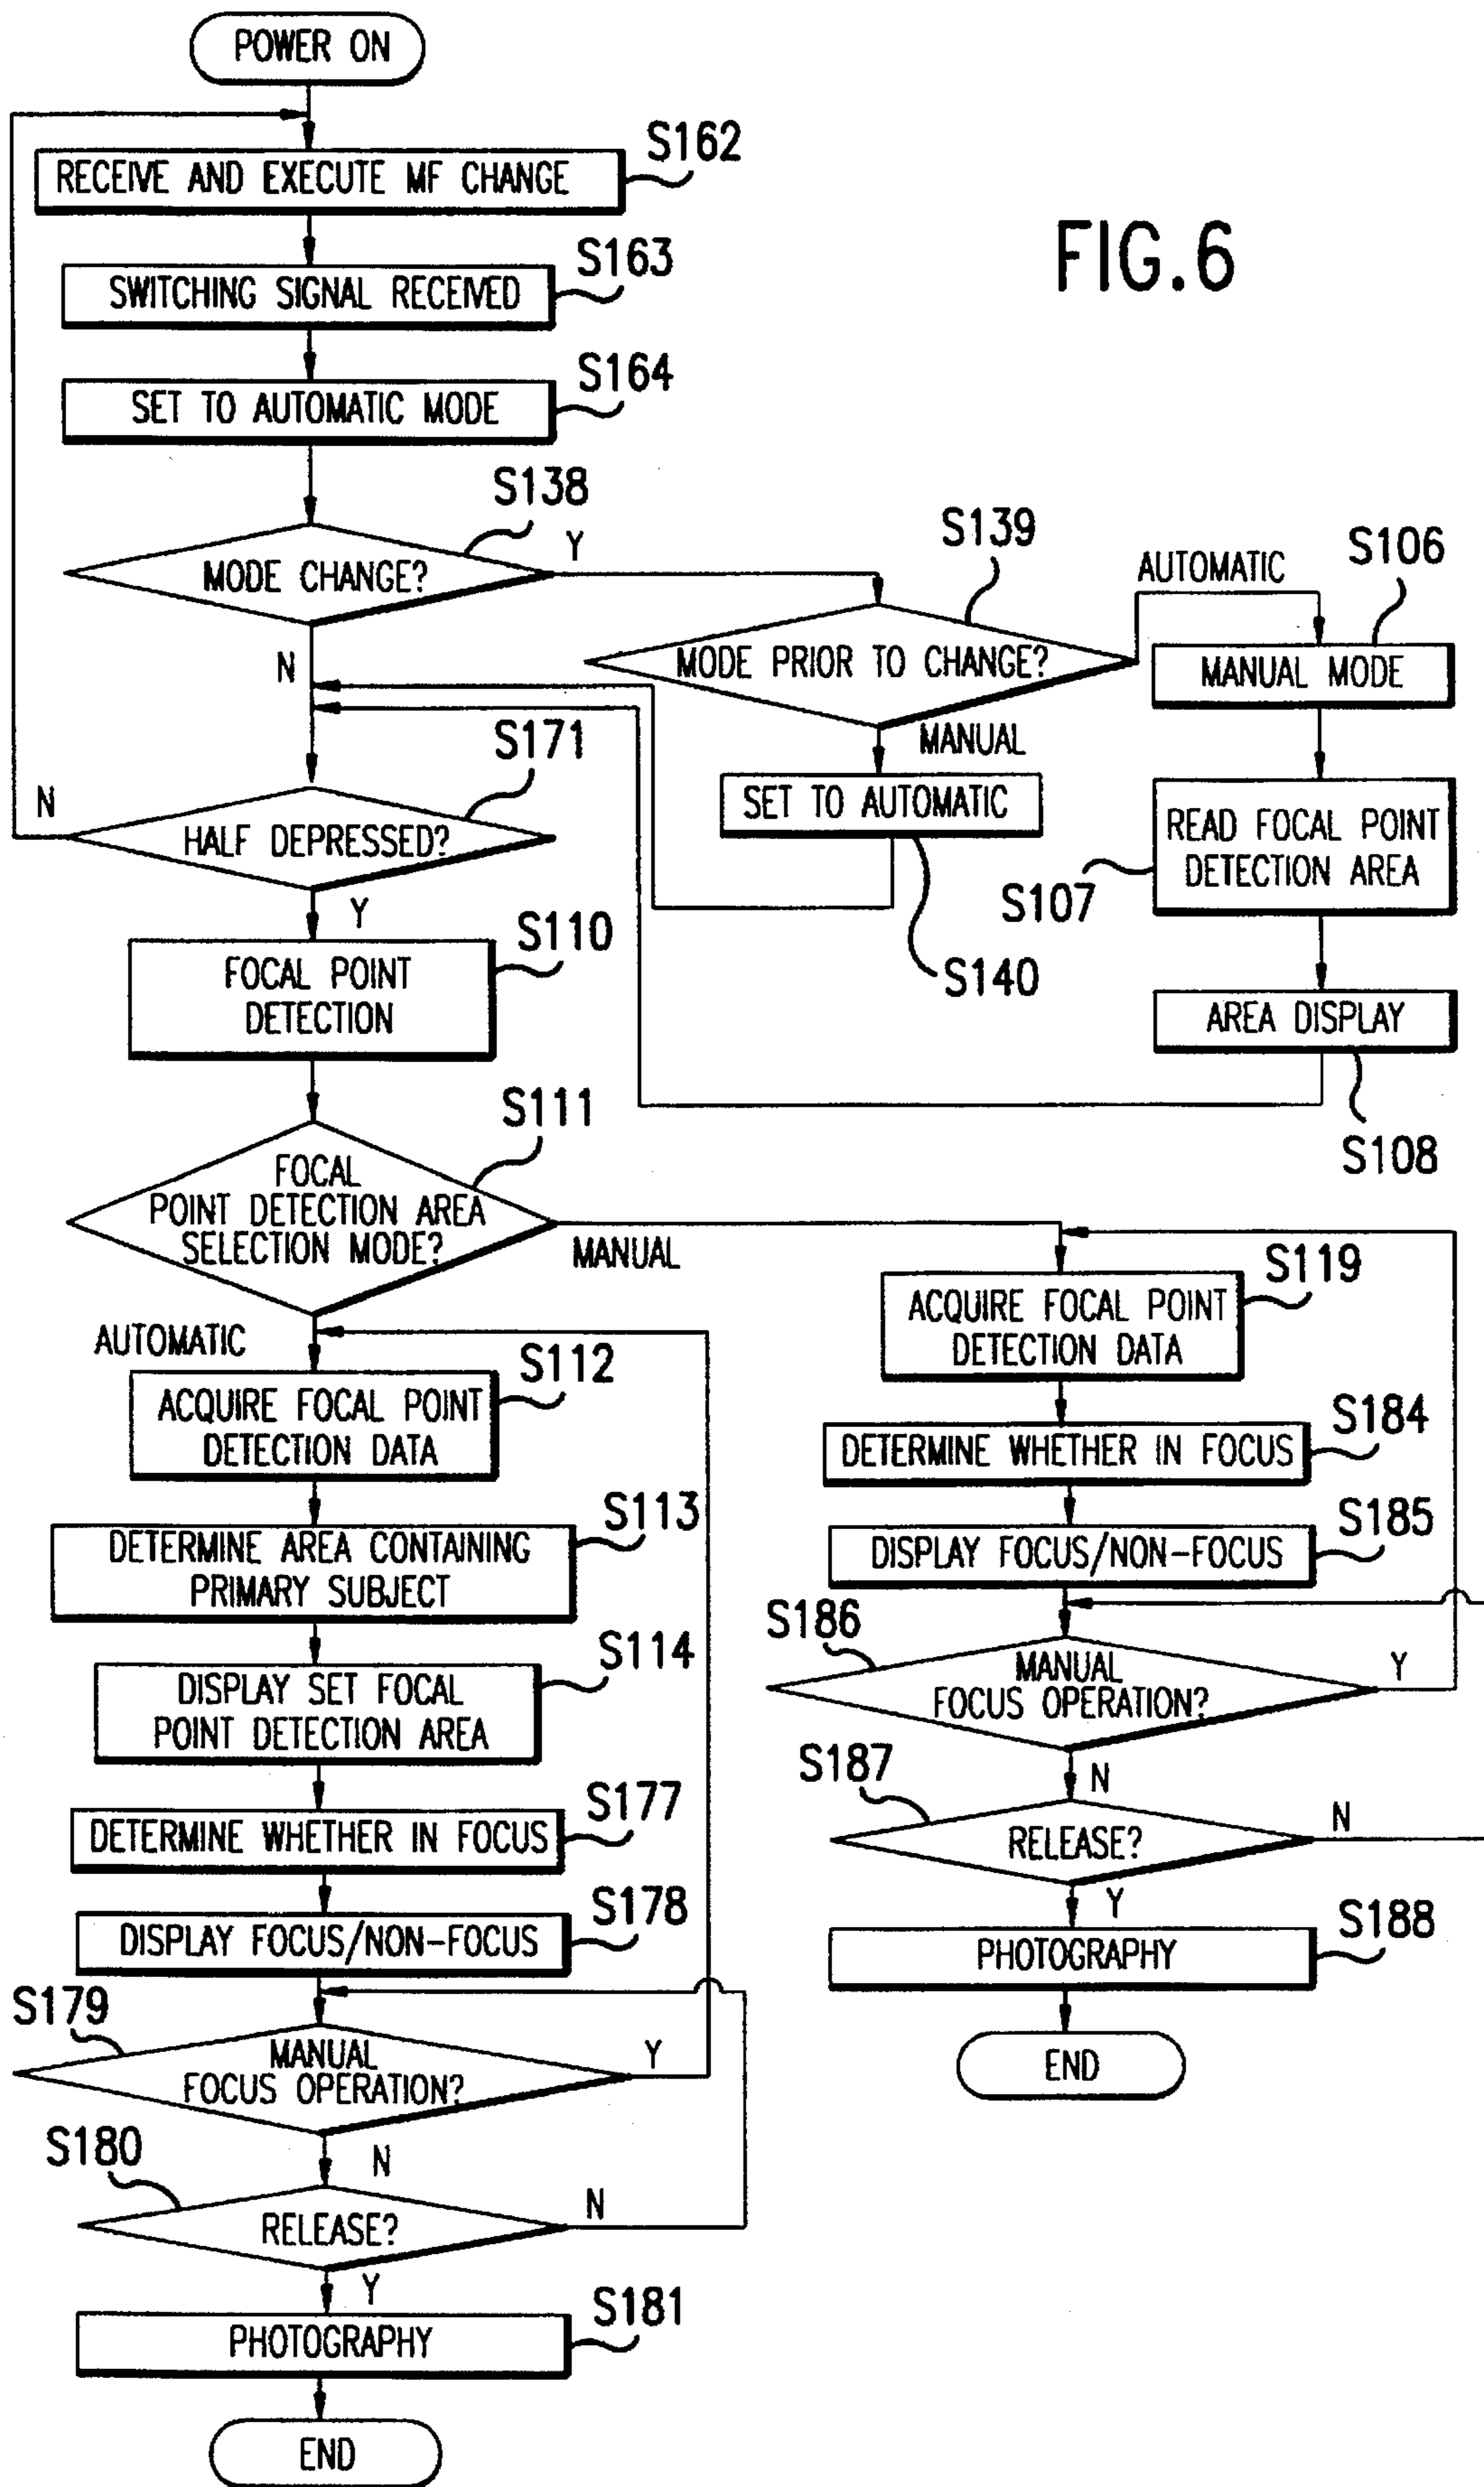 POWER ON
S162
RECEIVE AND EXECUTE MF CHANGE
FIG.6
S163
SWITCHING SIGNAL RECEIVED
S164
SET TO AUTOMATIC MODE
S138
MODE CHANGE?
Y
N
S139
MODE PRIOR TO CHANGE?
AUTOMATIC
S106
MANUAL MODE
MANUAL
SET TO AUTOMATIC
S140
READ FOCAL POINT
DETECTION AREA
S107
AREA DISPLAY
S108
S171
N
HALF DEPRESSED?
Y
S110
FOCAL POINT
DETECTION
S111
FOCAL
POINT DETECTION AREA
SELECTION MODE?
MANUAL
AUTOMATIC
S112
ACQUIRE FOCAL POINT
DETECTION DATA
S113
DETERMINE AREA CONTAINING
PRIMARY SUBJECT
S114
DISPLAY SET FOCAL
POINT DETECTION AREA
S177
DETERMINE WHETHER IN FOCUS
S178
DISPLAY FOCUS/NON-FOCUS
S179
MANUAL
FOCUS OPERATION?
Y
N
S180
RELEASE?
N
Y
S181
PHOTOGRAPHY
END
S119
ACQUIRE FOCAL POINT
DETECTION DATA
S184
DETERMINE WHETHER IN FOCUS
S185
DISPLAY FOCUS/NON-FOCUS
S186
MANUAL
FOCUS OPERATION?
Y
N
S187
RELEASE?
N
Y
S188
PHOTOGRAPHY
END